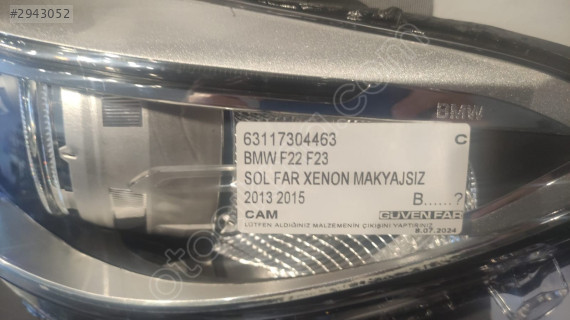 #2943052
BMW
63117304463 C
BMW F22 F23
SOL FAR XENON MAKYAJSIZ
2013 2015 B......?
CAM GÜVEN FAR
LÜTFEN ALDIĞINIZ MALZEMENİN ÇIKIŞINI YAPTIRINIZ
8.07.2024